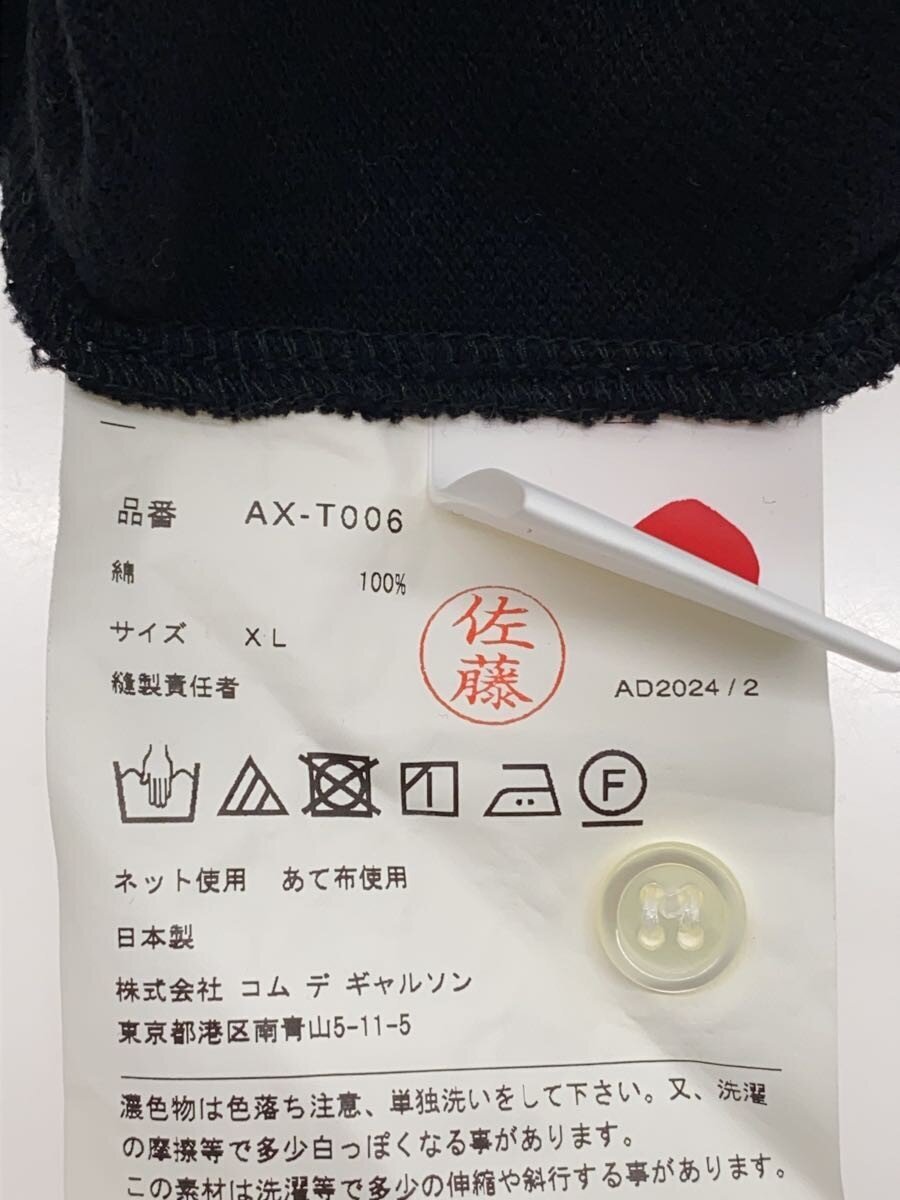 品番 AX-T006
綿 100%
サイズ XL
縫製責任者 佐藤 AD2024/2
F
ネット使用 あて布使用
日本製
株式会社 コム デ ギャルソン
東京都港区南青山5-11-5
濃色物は色落ち注意、単独洗いをして下さい。又、洗濯
の摩擦等で多少白っぽくなる事があります。
この素材は洗濯等で多少の伸縮や斜行する事があります。